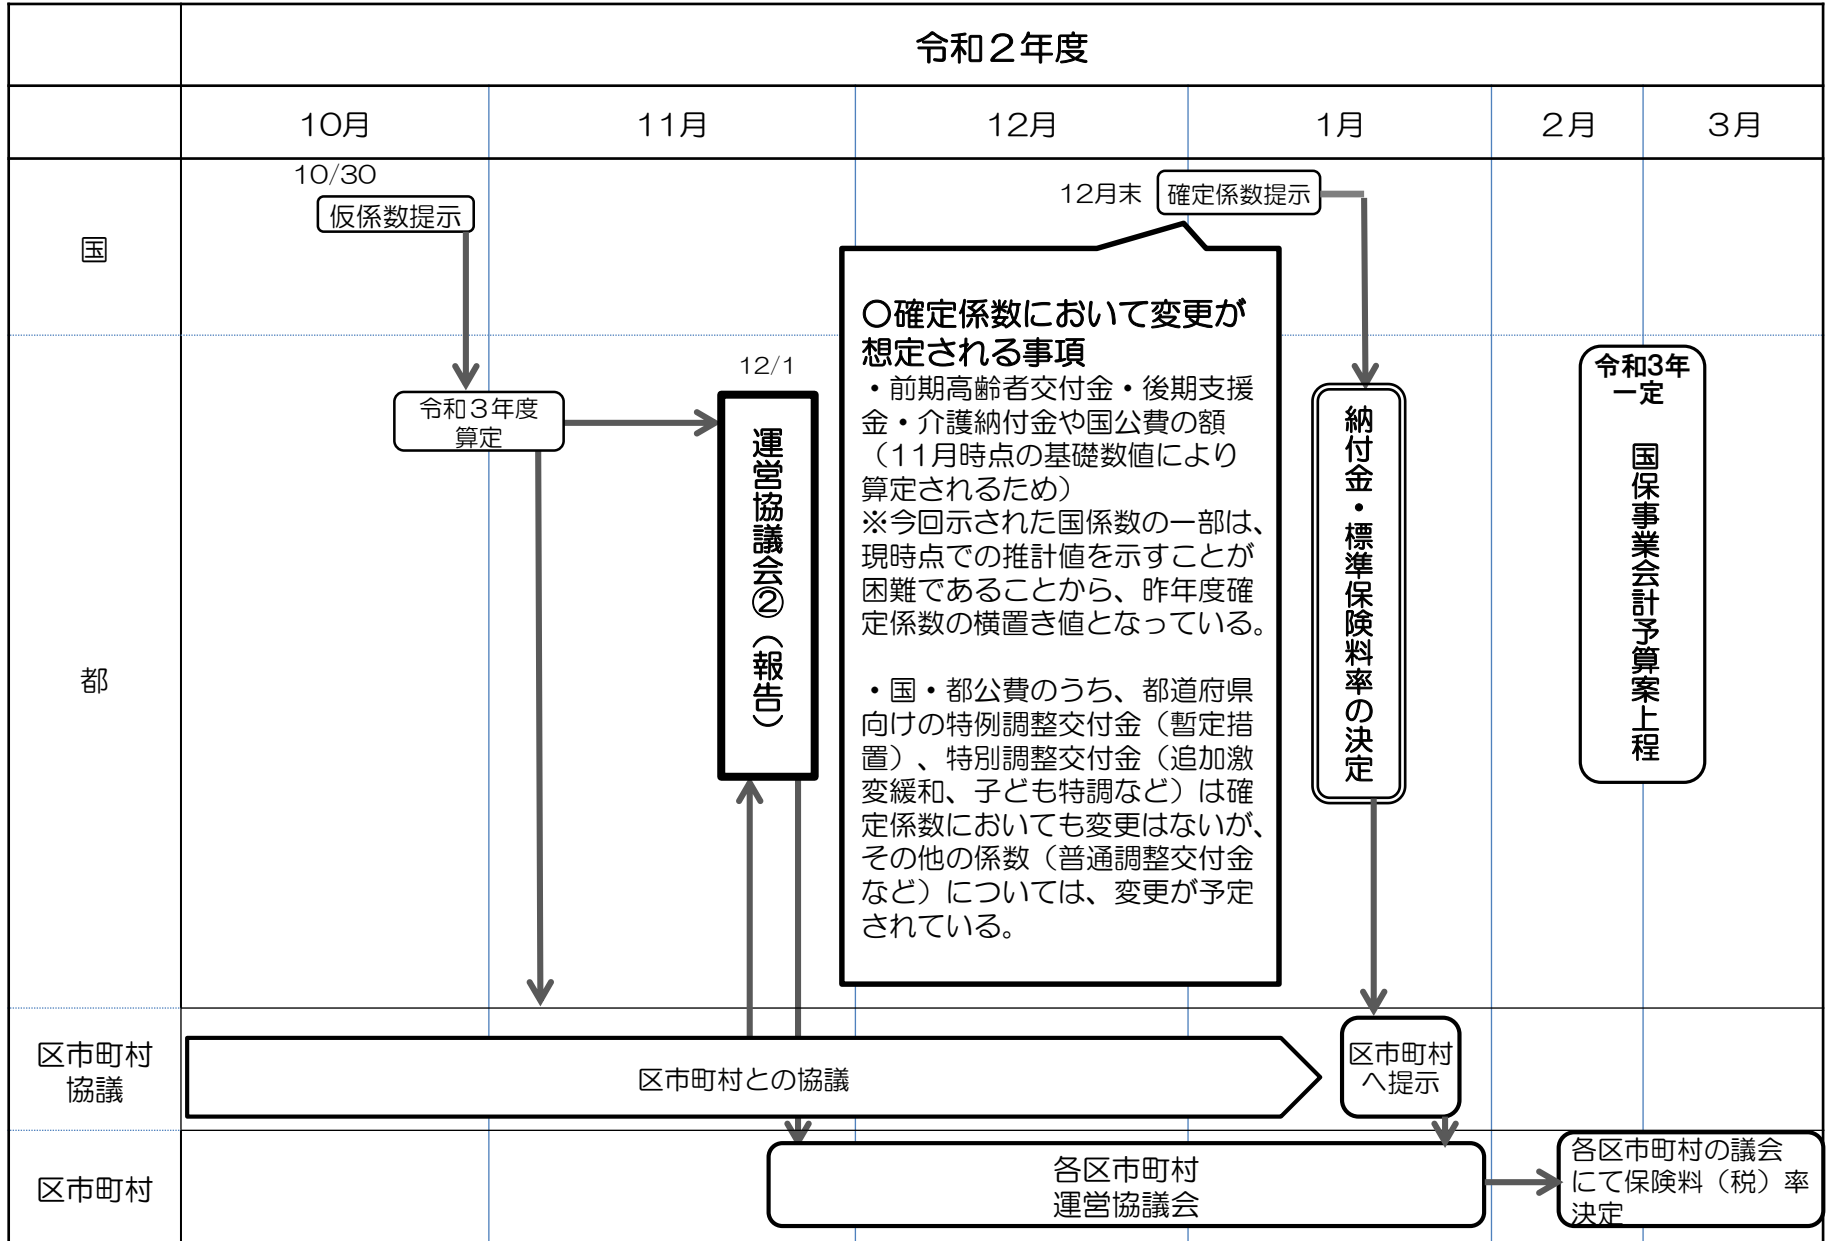 令和２年度
10月
11月
12月
1月
２月
３月
国
10/30
仮係数提示
12月末
確定係数提示
〇確定係数において変更が
想定される事項
・前期高齢者交付金・後期支援
金・介護納付金や国公費の額
（11月時点の基礎数値により
算定されるため）
※今回示された国係数の一部は、
現時点での推計値を示すことが
困難であることから、昨年度確
定係数の横置き値となっている。
・国・都公費のうち、都道府県
向けの特例調整交付金（暫定措
置）、特別調整交付金（追加激
変緩和、子ども特調など）は確
定係数においても変更はないが、
その他の係数（普通調整交付金
など）については、変更が予定
されている。
都
令和３年度
算定
12/1
運営協議会②（報告）
納付金・標準保険料率の決定
令和3年
一定
国保事業会計予算案上程
区市町村
協議
区市町村との協議
区市町村
へ提示
区市町村
各区市町村
運営協議会
各区市町村の議会
にて保険料（税）率
決定